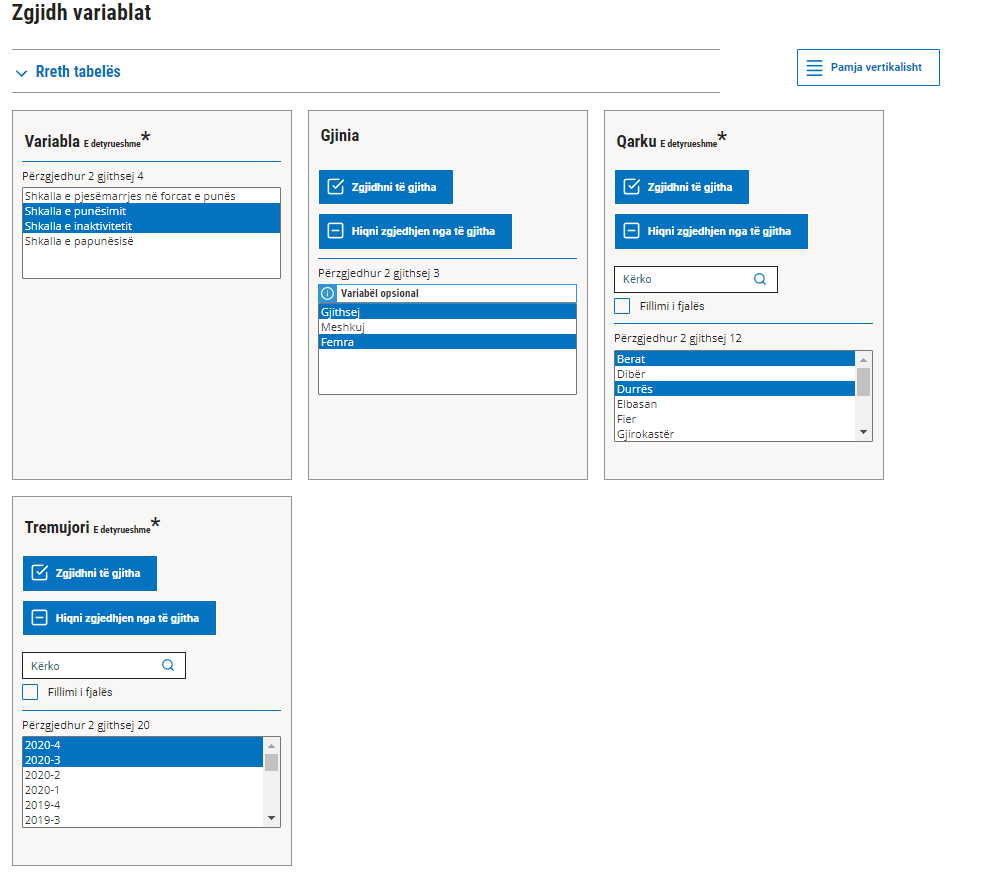 Zgjidh variablat
Rreth tabelës
Pamja vertikalisht
Variabla E detyrueshme*
Përzgjedhur 2 gjithsej 4
Shkalla e pjesëmarrjes në forcat e punës
Shkalla e punësimit
Shkalla e inaktivitetit
Shkalla e papunësisë
Gjinia
Zgjidhni të gjitha
Hiqni zgjedhjen nga të gjitha
Përzgjedhur 2 gjithsej 3
Variabël opsional
Gjithsej
Meshkuj
Femra
Qarku E detyrueshme*
Zgjidhni të gjitha
Hiqni zgjedhjen nga të gjitha
Kërko
Fillimi i fjalës
Përzgjedhur 2 gjithsej 12
Berat
Dibër
Durrës
Elbasan
Fier
Gjirokastër
Tremujori E detyrueshme*
Zgjidhni të gjitha
Hiqni zgjedhjen nga të gjitha
Kërko
Fillimi i fjalës
Përzgjedhur 2 gjithsej 20
2020-4
2020-3
2020-2
2020-1
2019-4
2019-3